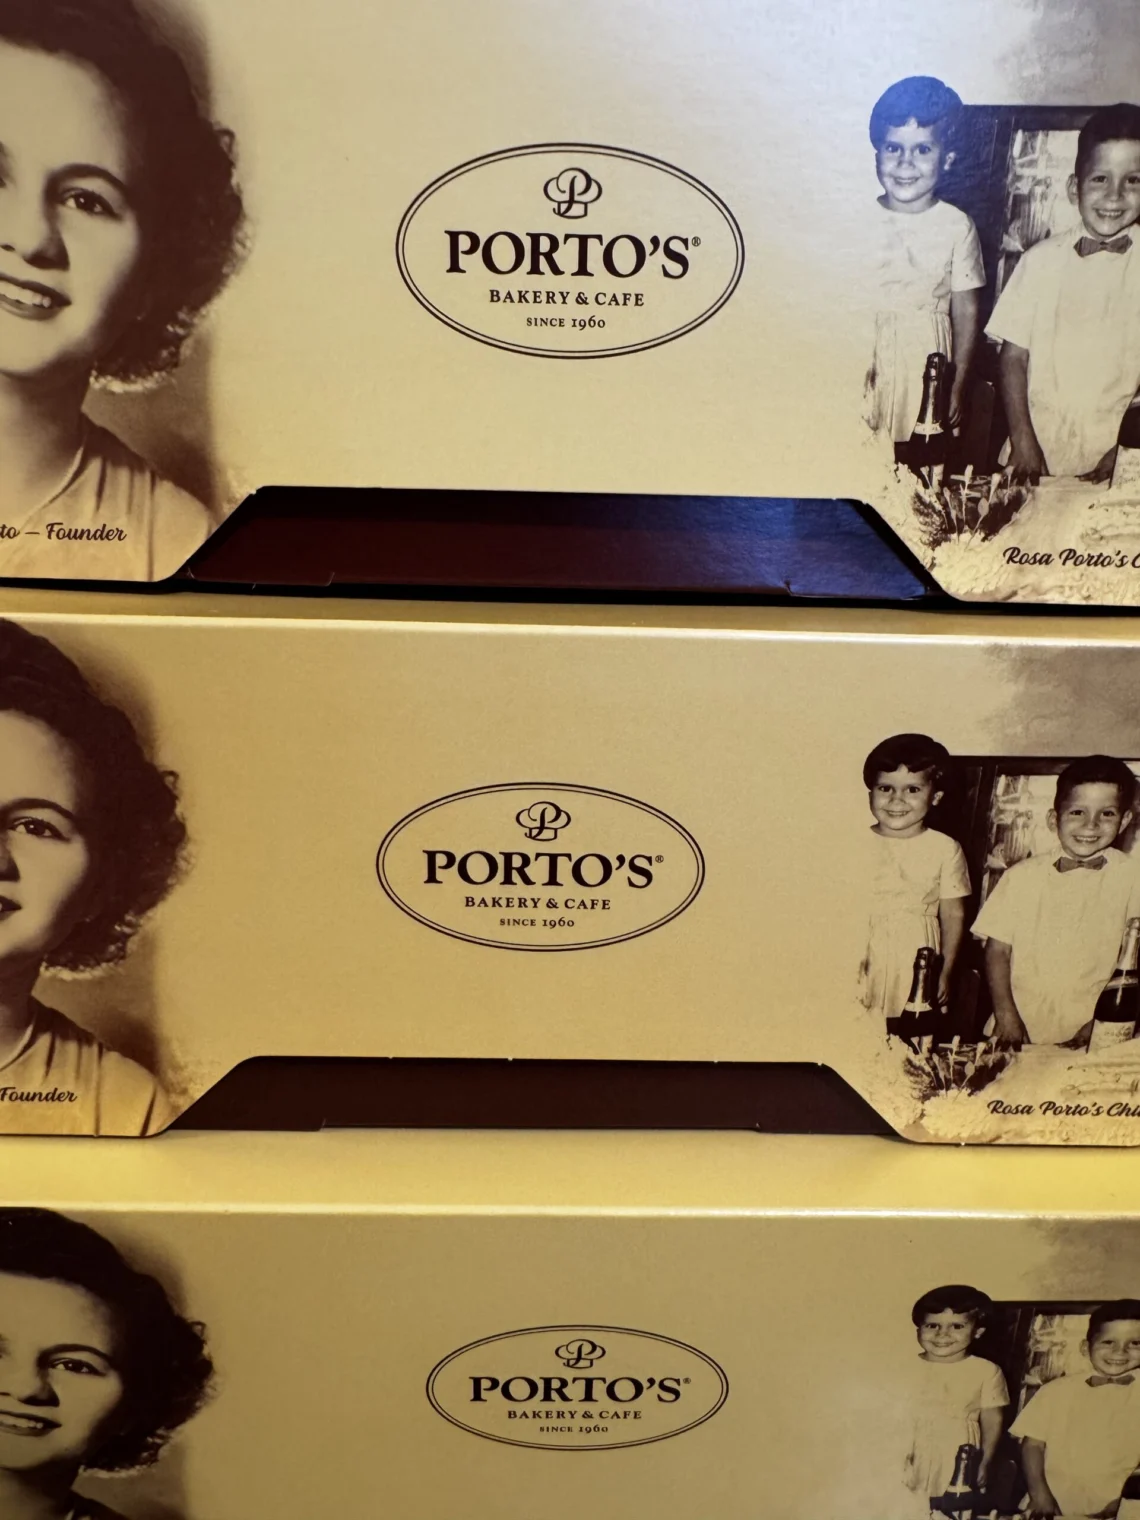 PORTO'S®
BAKERY & CAFE
SINCE 1960
to – Founder
Rosa Porto's C
PORTO'S®
BAKERY & CAFE
SINCE 1960
Founder
Rosa Porto's Chi
PORTO'S®
BAKERY & CAFE
SINCE 1960